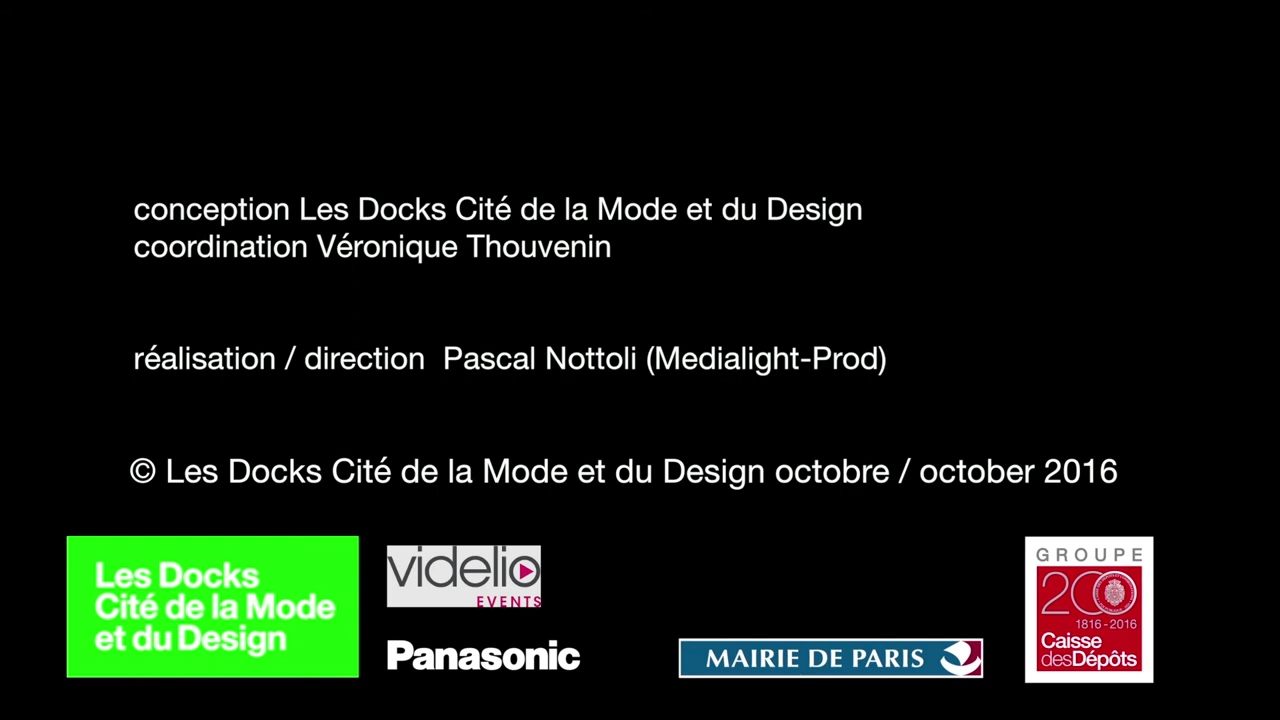 conception Les Docks Cité de la Mode et du Design
coordination Véronique Thouvenin
réalisation / direction  Pascal Nottoli (Medialight-Prod)
© Les Docks Cité de la Mode et du Design octobre / october 2016
Les Docks
Cité de la Mode
et du Design
videlio
EVENTS
Panasonic
MAIRIE DE PARIS
GROUPE
200
1816-2016
Caisse
desDépôts